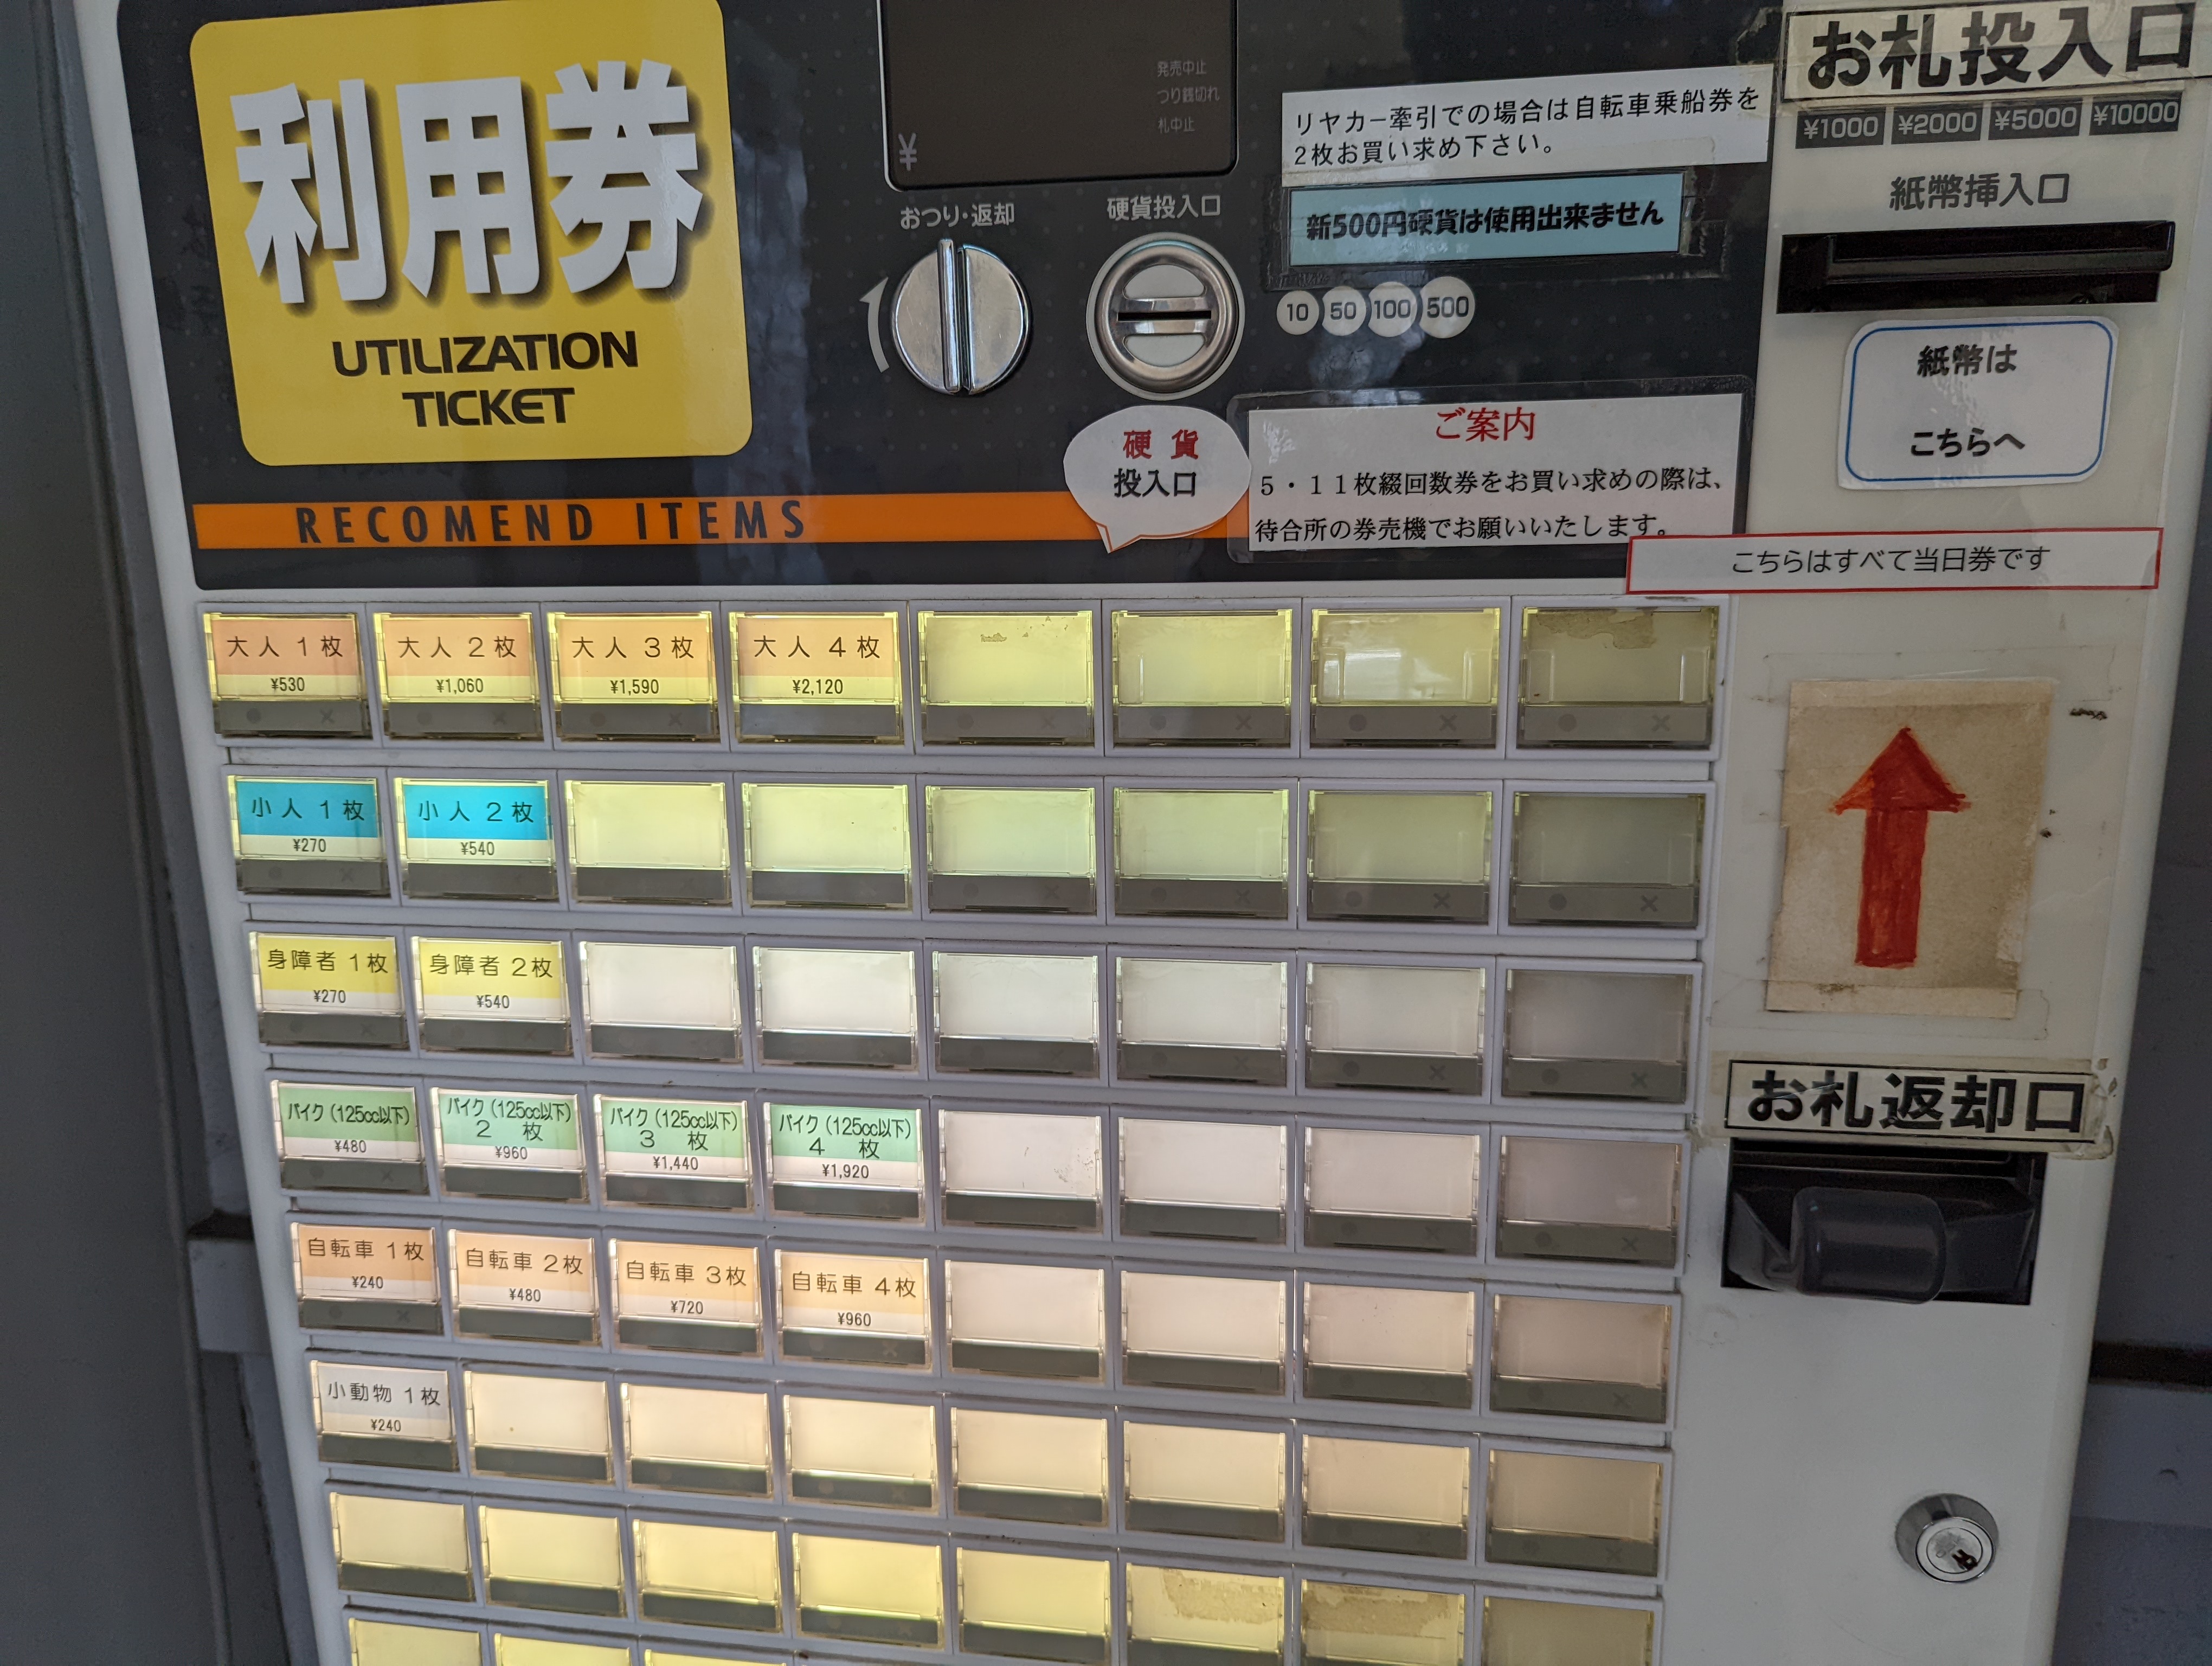 利用券
UTILIZATION
TICKET
発売中止
つり銭切れ
札中止
¥
おつり・返却
硬貨投入口
リヤカー牽引での場合は自転車乗船券を
2枚お買い求め下さい。
新500円硬貨は使用出来ません
10 50 100 500
お札投入口
¥1000 ¥2000 ¥5000 ¥10000
紙幣挿入口
紙幣は
こちらへ
硬貨
投入口
ご案内
5・11枚綴回数券をお買い求めの際は、
待合所の券売機でお願いいたします。
RECOMEND ITEMS
こちらはすべて当日券です
大人 1枚
¥530
大人 2枚
¥1,060
大人 3枚
¥1,590
大人 4枚
¥2,120
小人 1枚
¥270
小人 2枚
¥540
身障者 1枚
¥270
身障者 2枚
¥540
バイク(125cc以下)
¥480
バイク(125cc以下)
2枚
¥960
バイク(125cc以下)
3枚
¥1,440
バイク(125cc以下)
4枚
¥1,920
自転車 1枚
¥240
自転車 2枚
¥480
自転車 3枚
¥720
自転車 4枚
¥960
小動物 1枚
¥240
お札返却口